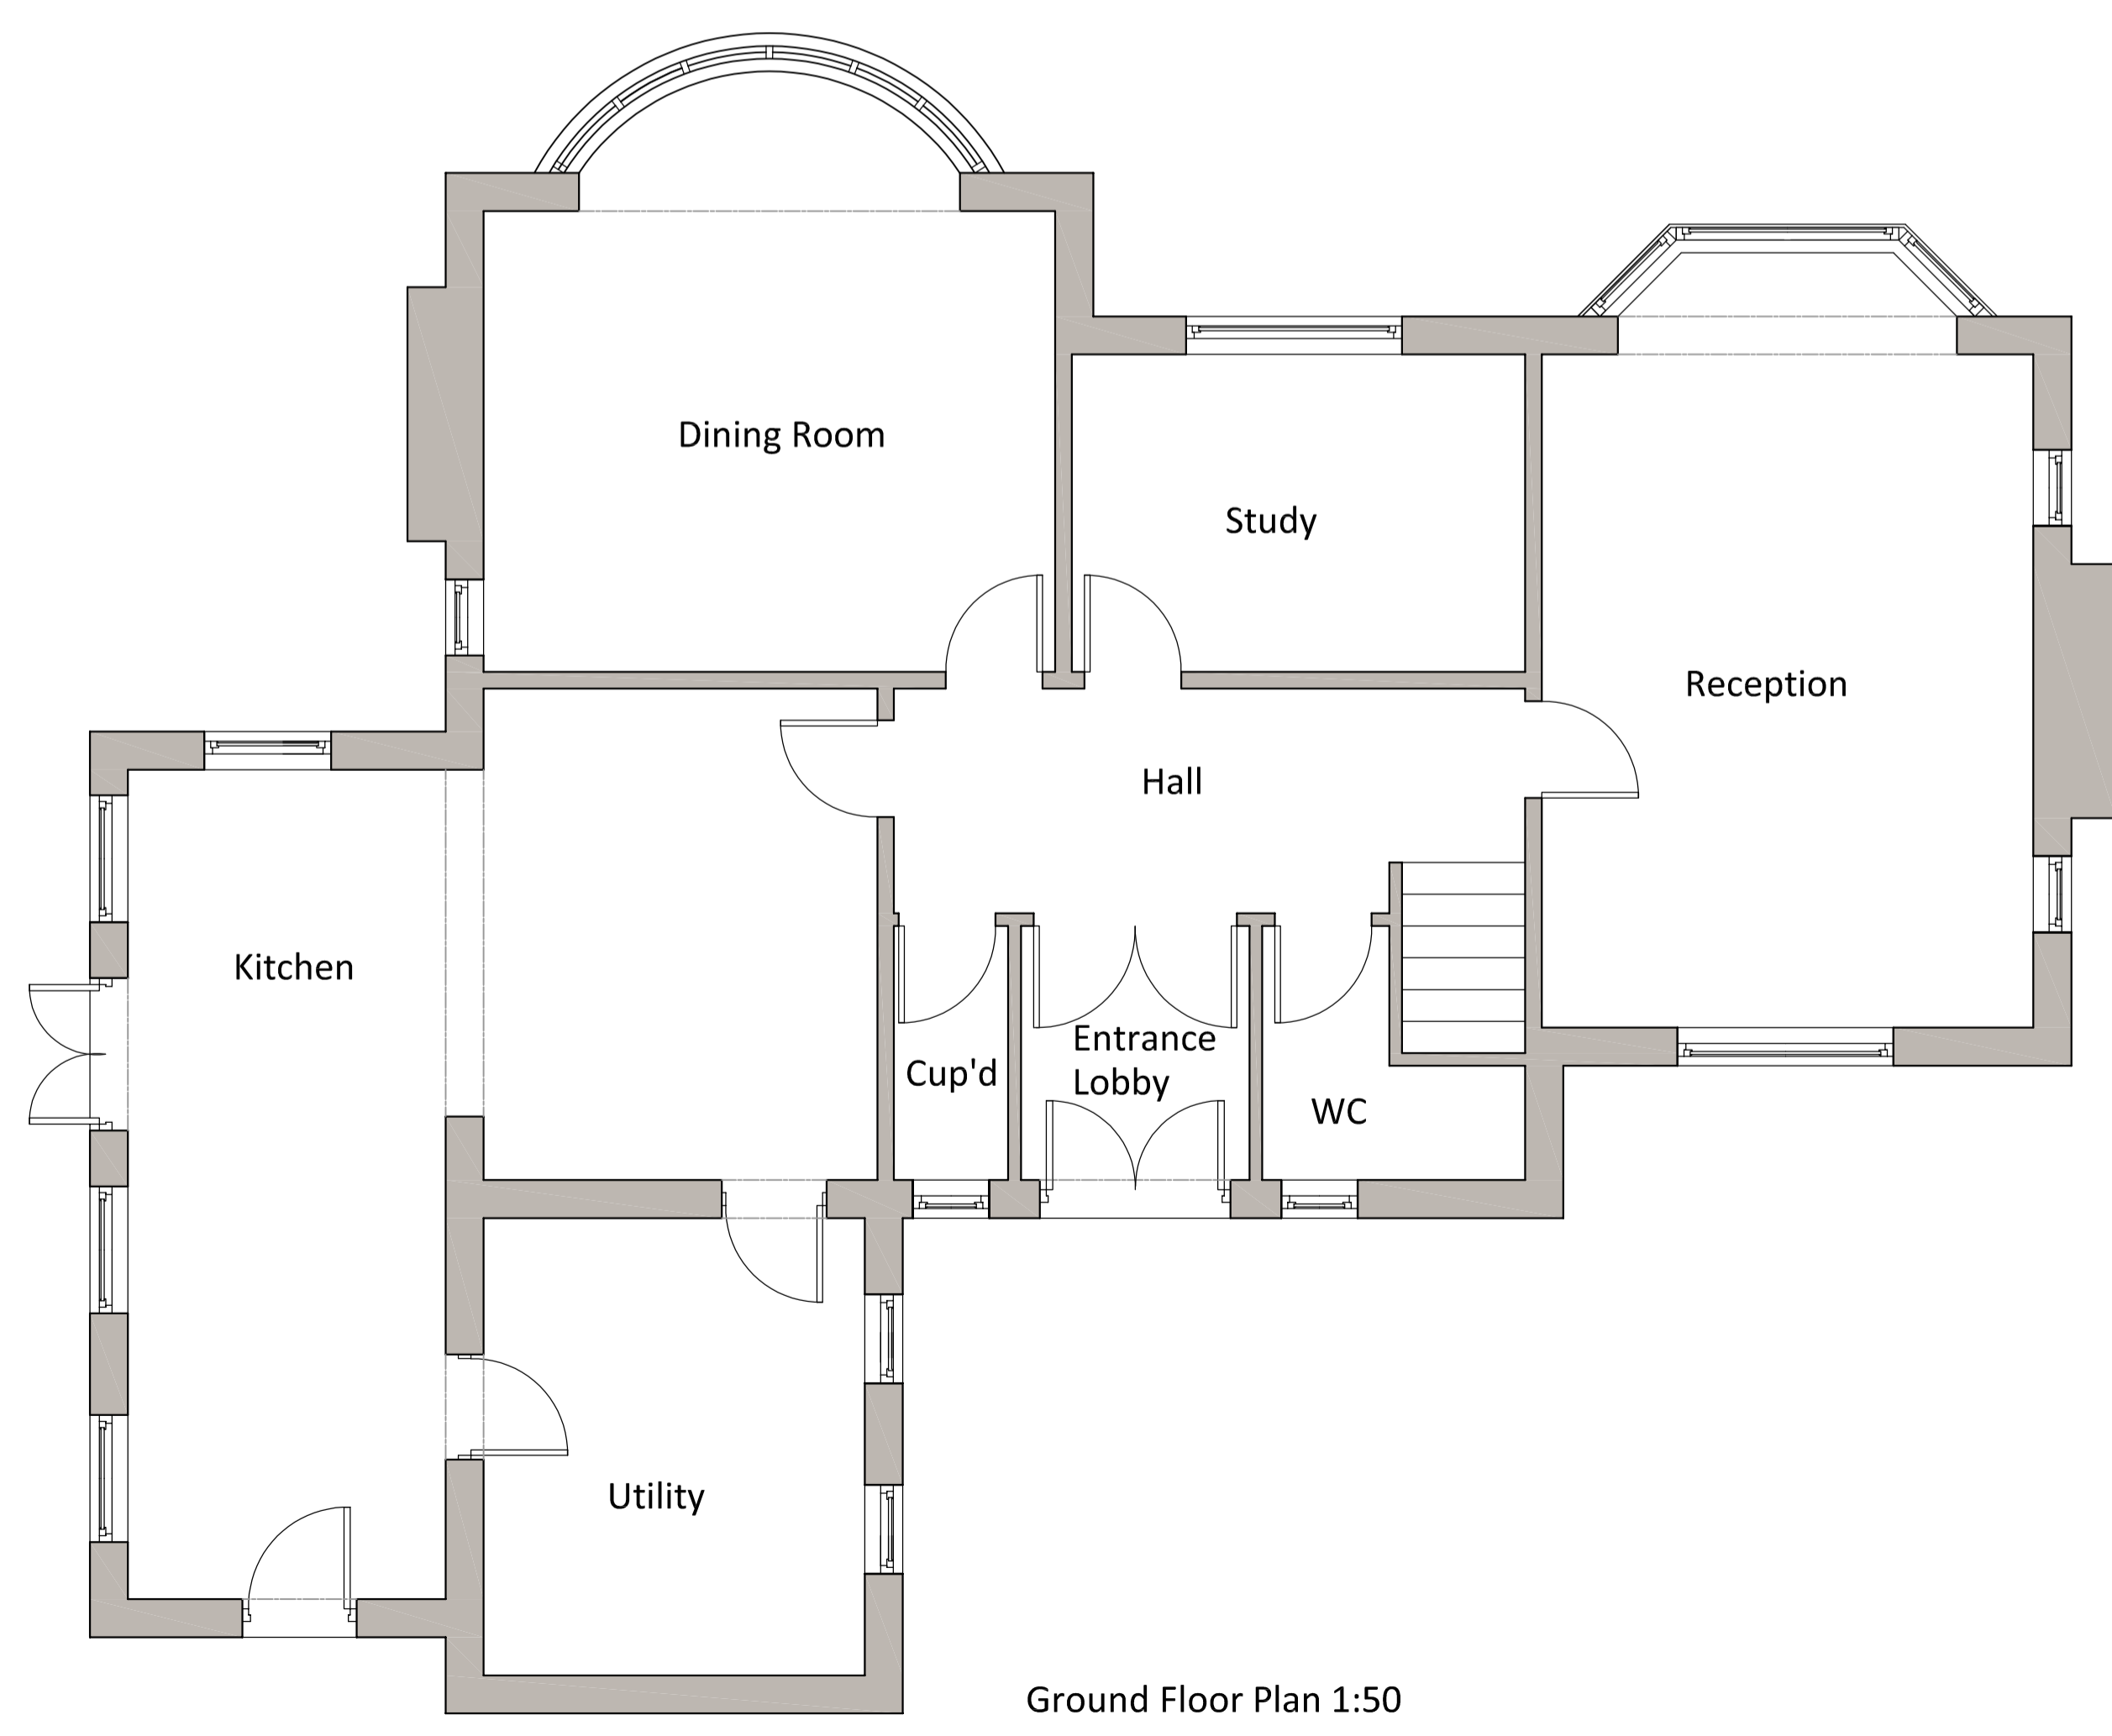 Dining Room
Study
Reception
Hall
Kitchen
Entrance
Lobby
Cup'd
WC
Utility
Ground Floor Plan 1:50